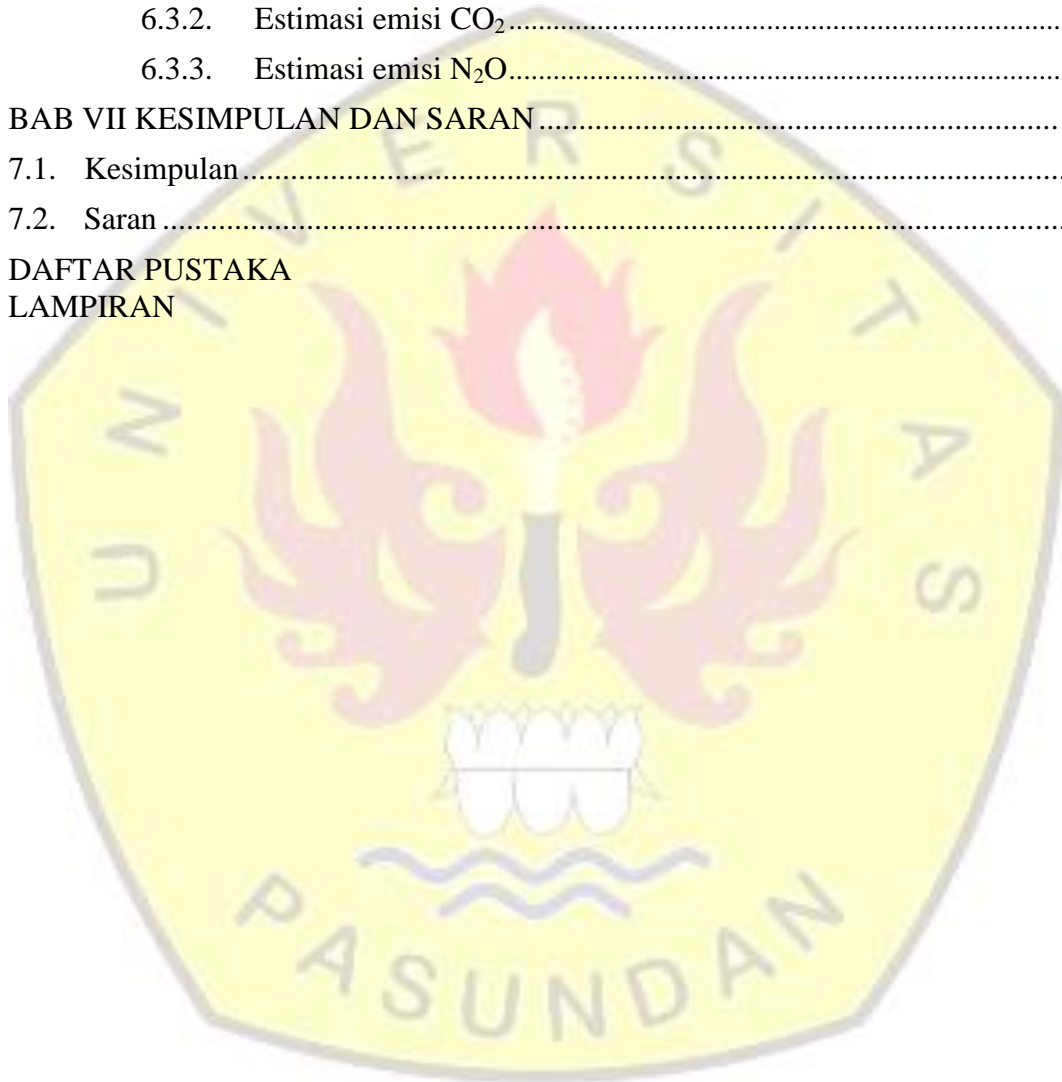 6.3.2. Estimasi emisi CO₂........................................................................
6.3.3. Estimasi emisi N₂O........................................................................
BAB VII KESIMPULAN DAN SARAN........................................................................
7.1. Kesimpulan........................................................................
7.2. Saran........................................................................
DAFTAR PUSTAKA
LAMPIRAN
UNIVERSITAS
PASUNDAN